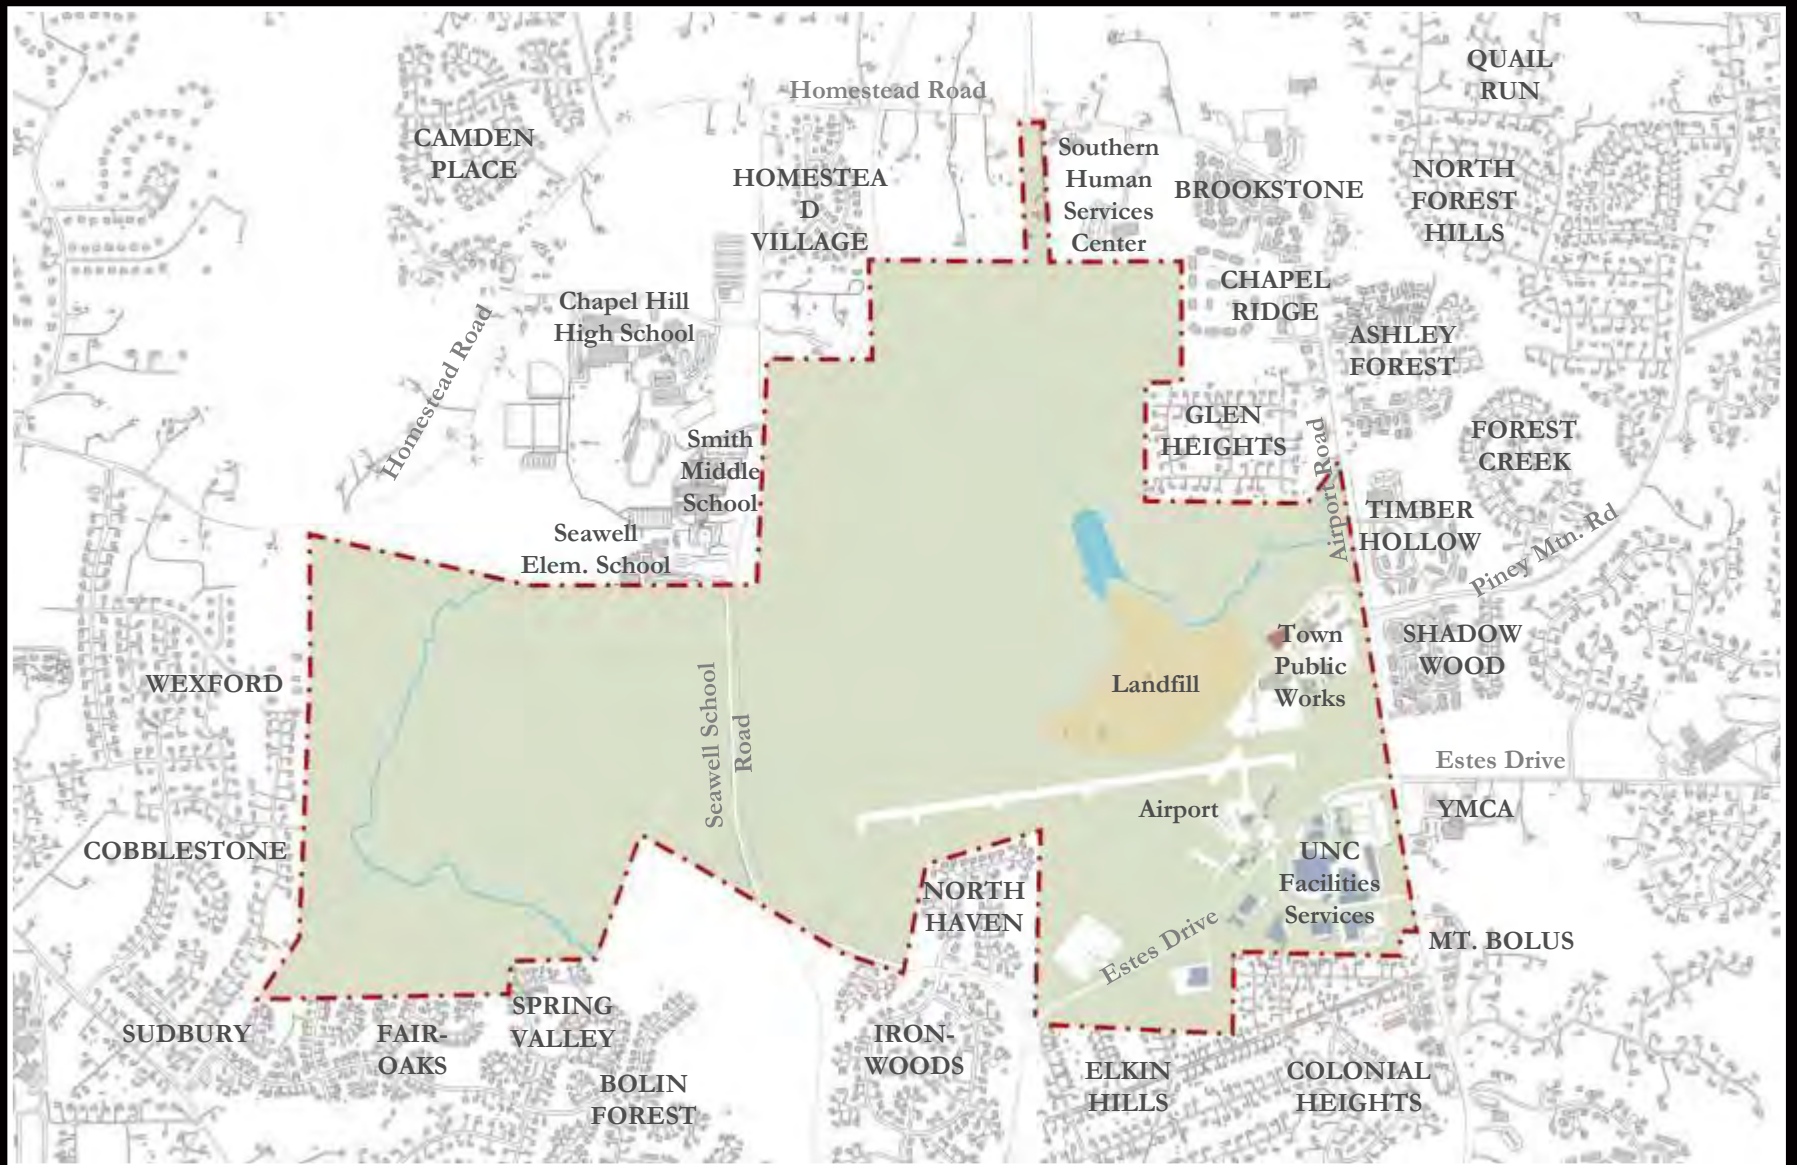 QUAIL
RUN
Homestead Road
CAMDEN
PLACE
HOMESTEA
D
VILLAGE
Southern
Human
Services
Center
BROOKSTONE
NORTH
FOREST
HILLS
CHAPEL
RIDGE
Chapel Hill
High School
Homestead Road
ASHLEY
FOREST
GLEN
HEIGHTS
Airport Road
Airport Road
FOREST
CREEK
Smith
Middle
School
TIMBER
HOLLOW
Piney Mtn. Rd
Seawell
Elem. School
Town
Public
Works
SHADOW
WOOD
WEXFORD
Landfill
Seawell School
Road
Estes Drive
Airport
YMCA
COBBLESTONE
UNC
Facilities
Services
NORTH
HAVEN
Estes Drive
MT. BOLUS
SUDBURY
FAIR-
OAKS
SPRING
VALLEY
IRON-
WOODS
BOLIN
FOREST
ELKIN
HILLS
COLONIAL
HEIGHTS